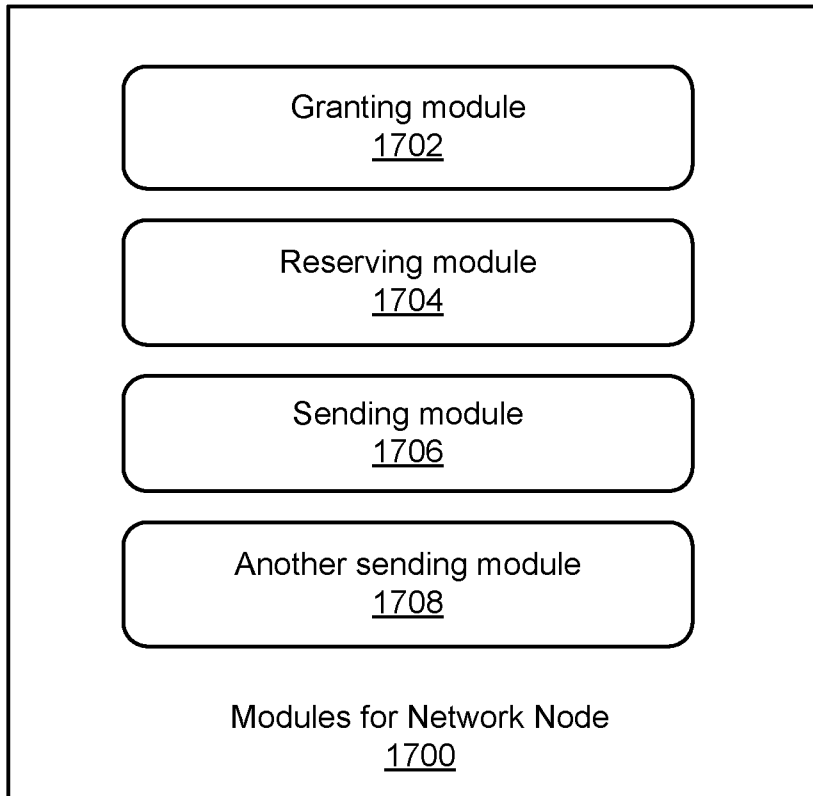 Granting module
1702
Reserving module
1704
Sending module
1706
Another sending module
1708
Modules for Network Node
1700